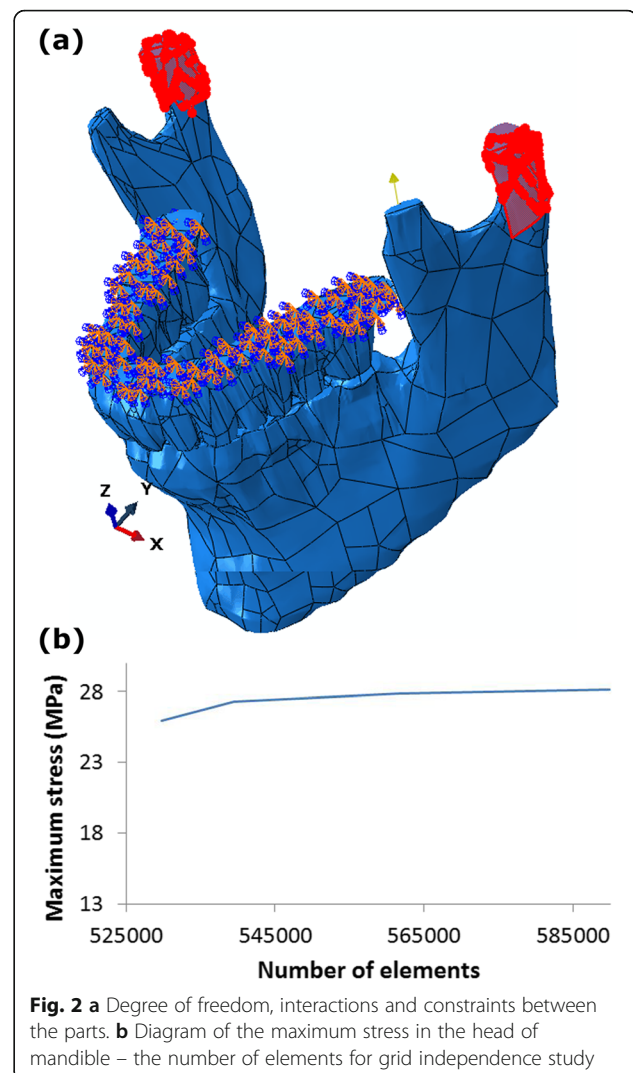 (a)
Z
Y
X
(b)
Maximum stress (MPa)
28
23
18
13
525000 545000 565000 585000
Number of elements
Fig. 2 a Degree of freedom, interactions and constraints between
the parts. b Diagram of the maximum stress in the head of
mandible – the number of elements for grid independence study